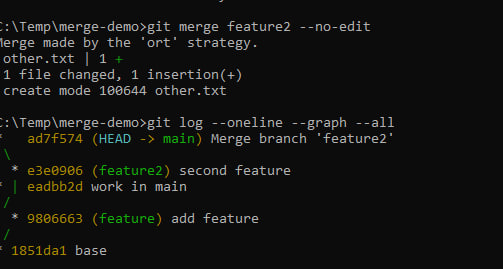 C:\Temp\merge-demo>git merge feature2 --no-edit
Merge made by the 'ort' strategy.
other.txt | 1 +
1 file changed, 1 insertion(+)
create mode 100644 other.txt
C:\Temp\merge-demo>git log --oneline --graph --all
*   ad7f574 (HEAD -> main) Merge branch 'feature2'
\
* e3e0906 (feature2) second feature
* | eadbb2d work in main
/
* 9806663 (feature) add feature
/
* 1851da1 base